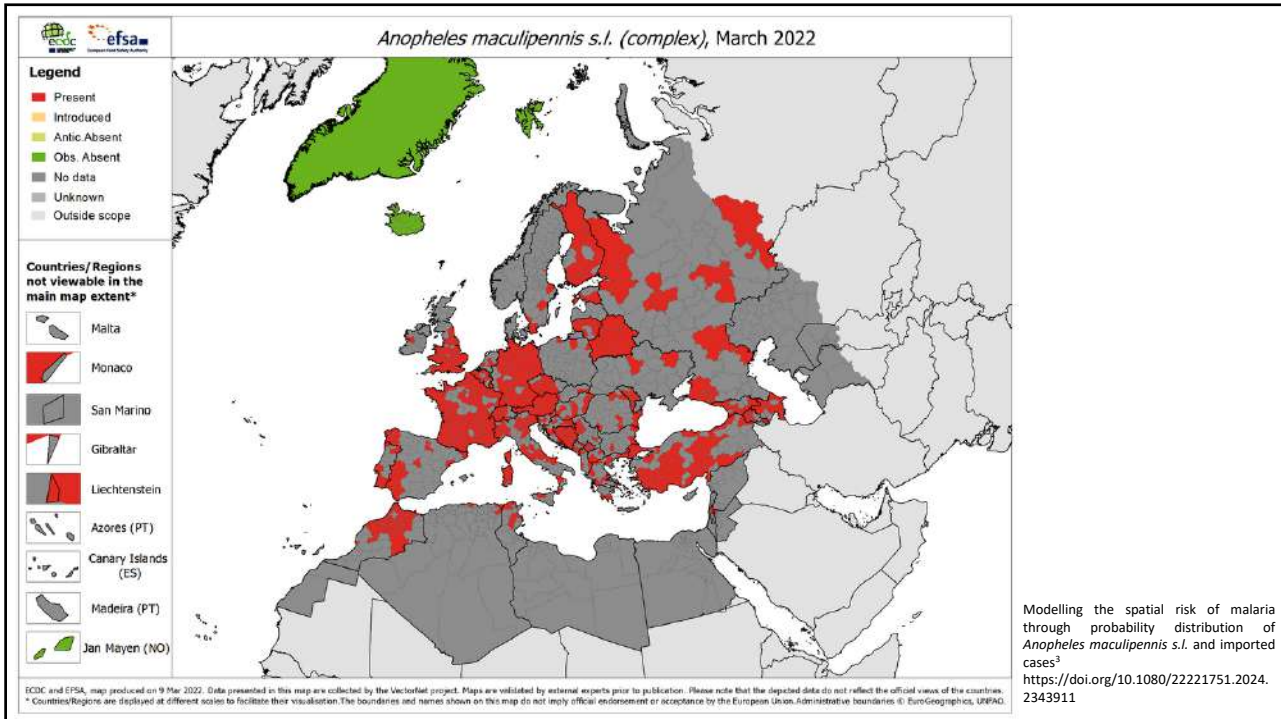 ecdc
efsa
European Food Safety Authority
Anopheles maculipennis s.l. (complex), March 2022
Legend
Present
Introduced
Antic.Absent
Obs. Absent
No data
Unknown
Outside scope
Countries/Regions
not viewable in the
main map extent*
Malta
Monaco
San Marino
Gibraltar
Liechtenstein
Azores (PT)
Canary Islands
(ES)
Madeira (PT)
Jan Mayen (NO)
ECDC and EFSA, map produced on 9 Mar 2022. Data presented in this map are collected by the VectorNet project. Maps are validated by external experts prior to publication. Please note that the depicted data do not reflect the official views of the countries.
* Countries/Regions are displayed at different scales to facilitate their visualisation.The boundaries and names shown on this map do not imply official endorsement or acceptance by the European Union.Administrative boundaries © EuroGeographics, UNFAO.
Modelling the spatial risk of malaria
through probability distribution of
Anopheles maculipennis s.l. and imported
cases³
https://doi.org/10.1080/22221751.2024.
2343911